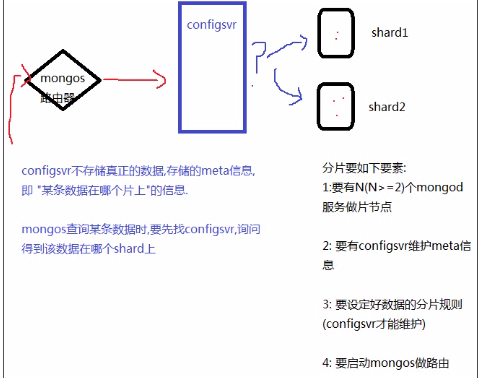 configsvr
shard1
mongos
路由器
shard2
configsvr不存储真正的数据,存储的meta信息,
即 "某条数据在哪个片上"的信息.
mongos查询某条数据时,要先找configsvr,询问
得到该数据在哪个shard上
分片要如下要素:
1:要有N(N>=2)个mongod
服务做片节点
2: 要有configsvr维护meta信
息
3: 要设定好数据的分片规则
(configsvr才能维护)
4: 要启动mongos做路由